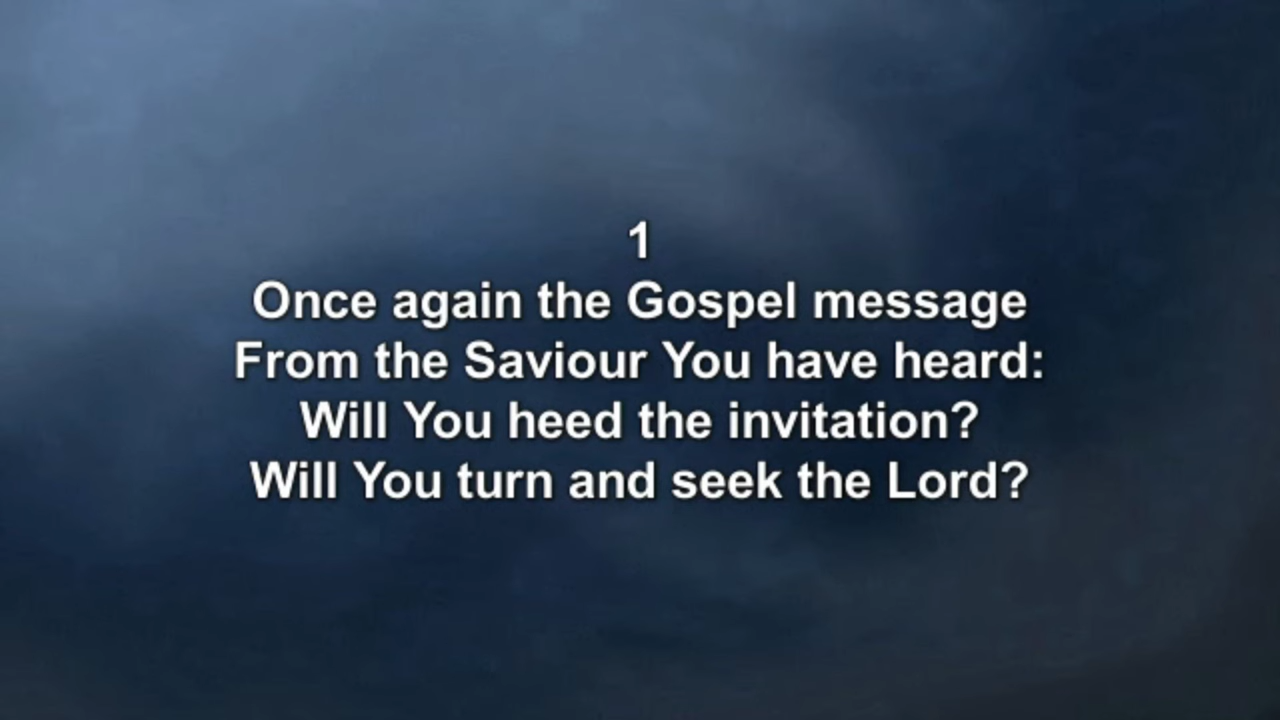 1
Once again the Gospel message
From the Saviour You have heard:
Will You heed the invitation?
Will You turn and seek the Lord?